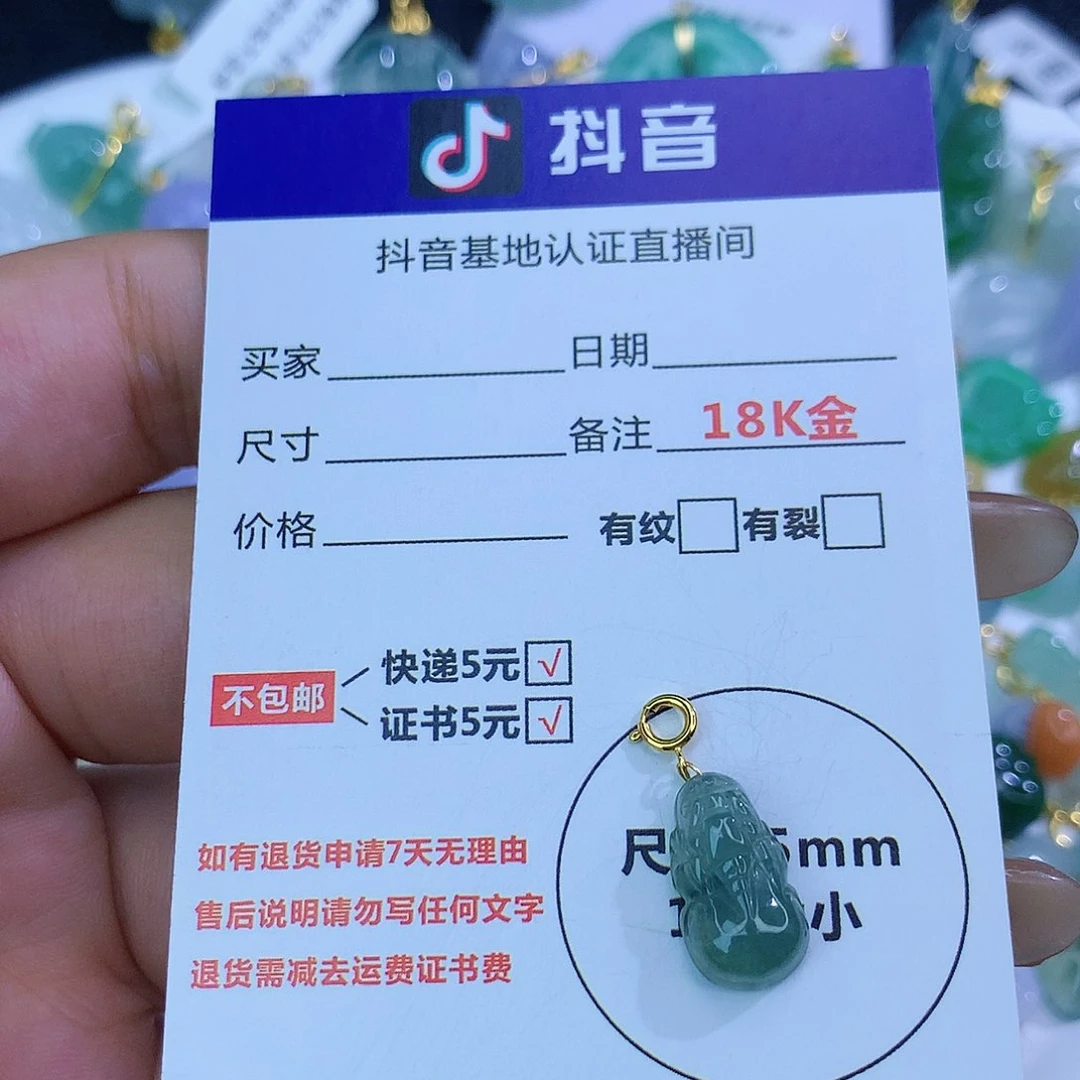 抖音
抖音基地认证直播间
买家 日期
尺寸 备注 18K金
价格 有纹 有裂
不包邮
快递5元 √
证书5元 √
如有退货申请7天无理由
售后说明请勿写任何文字
退货需减去运费证书费
尺 5mm
小